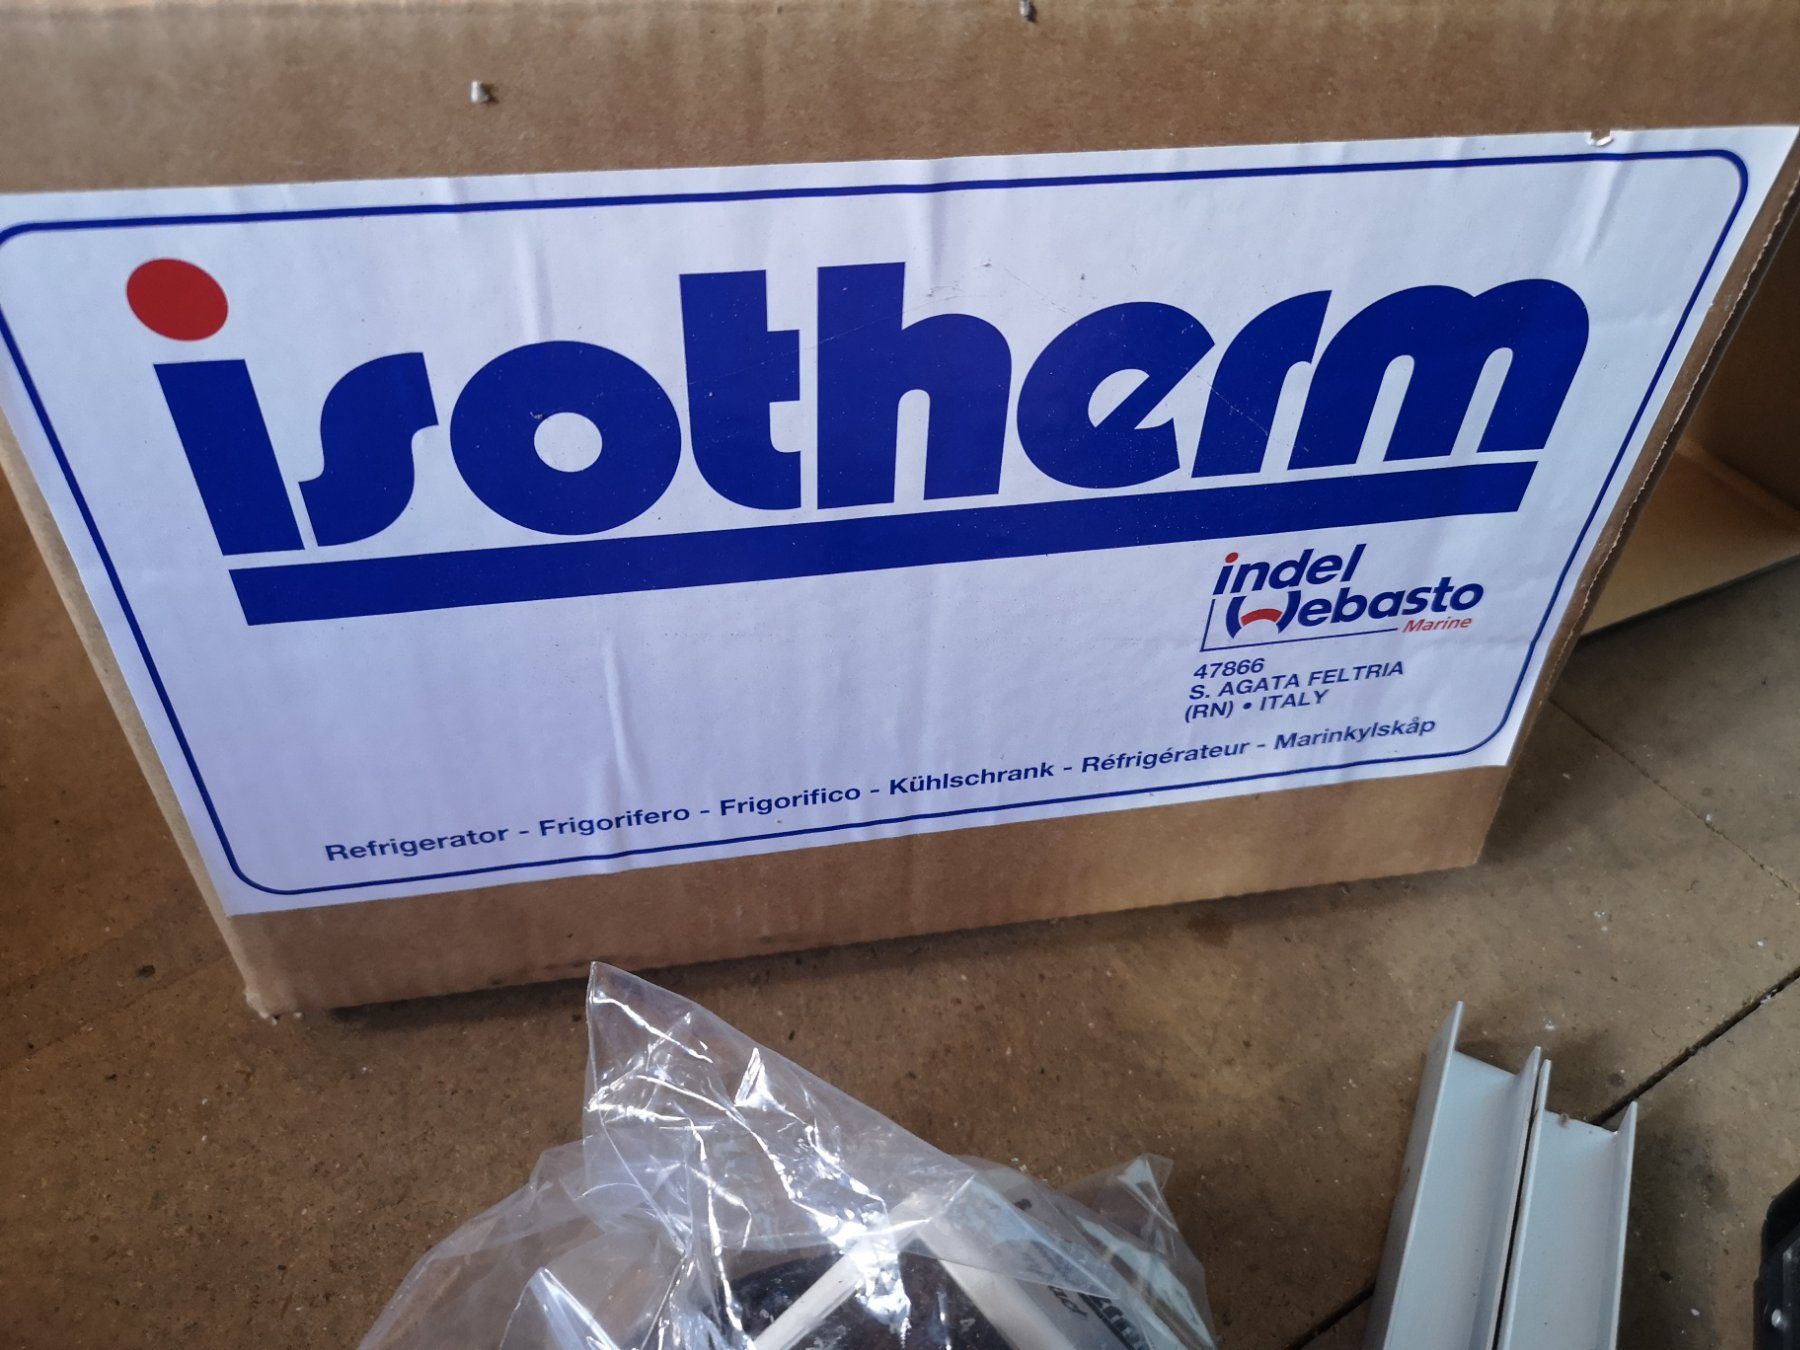 isotherm
indel
Webasto
Marine
47866
S. AGATA FELTRIA
(RN) • ITALY
Refrigerator - Frigorifero - Frigorifico - Kühlschrank - Réfrigérateur - Marinkylskåp